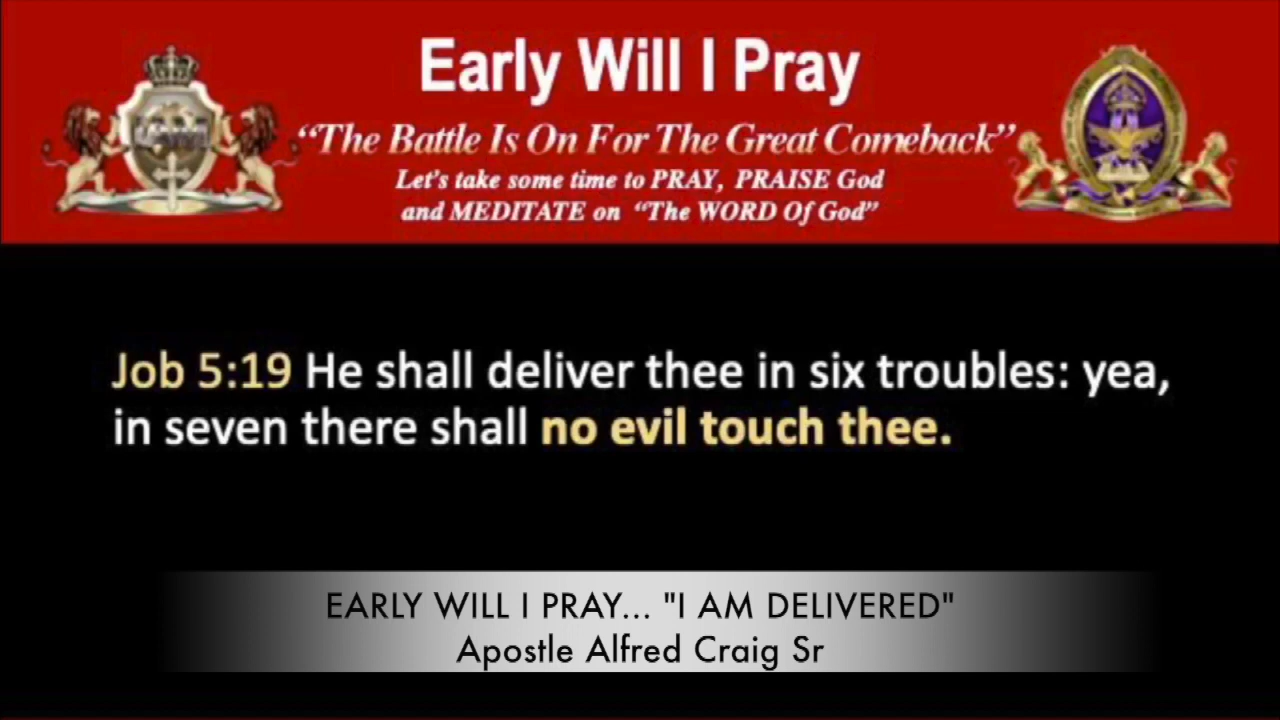 Early Will I Pray
“The Battle Is On For The Great Comeback”
Let's take some time to PRAY, PRAISE God
and MEDITATE on “The WORD Of God”
Job 5:19 He shall deliver thee in six troubles: yea,
in seven there shall no evil touch thee.
EARLY WILL I PRAY... "I AM DELIVERED"
Apostle Alfred Craig Sr